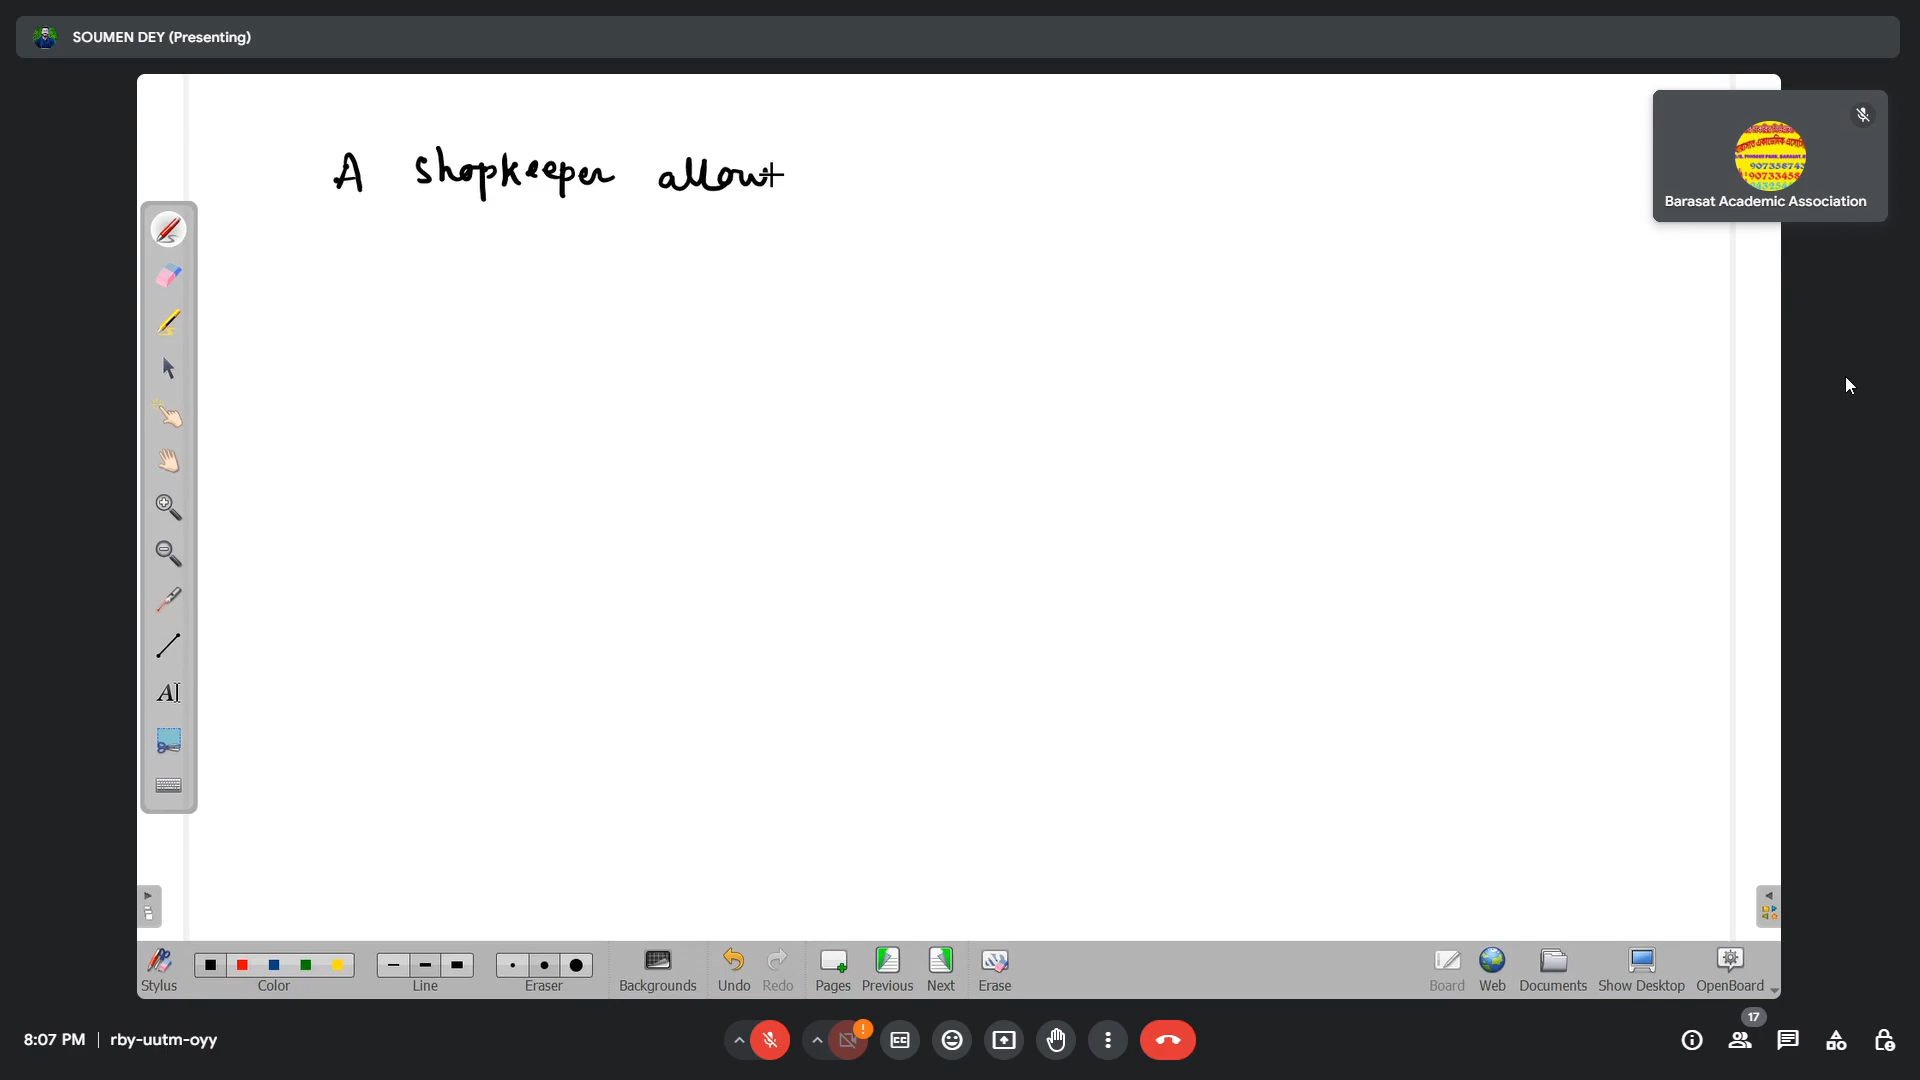 SOUMEN DEY (Presenting)
A shopkeeper allow
Barasat Academic Association
Stylus
Color
Line
Eraser
Backgrounds
Undo
Redo
Pages
Previous
Next
Erase
Board
Web
Documents
Show Desktop
OpenBoard
17
8:07 PM | rby-uutm-oyy